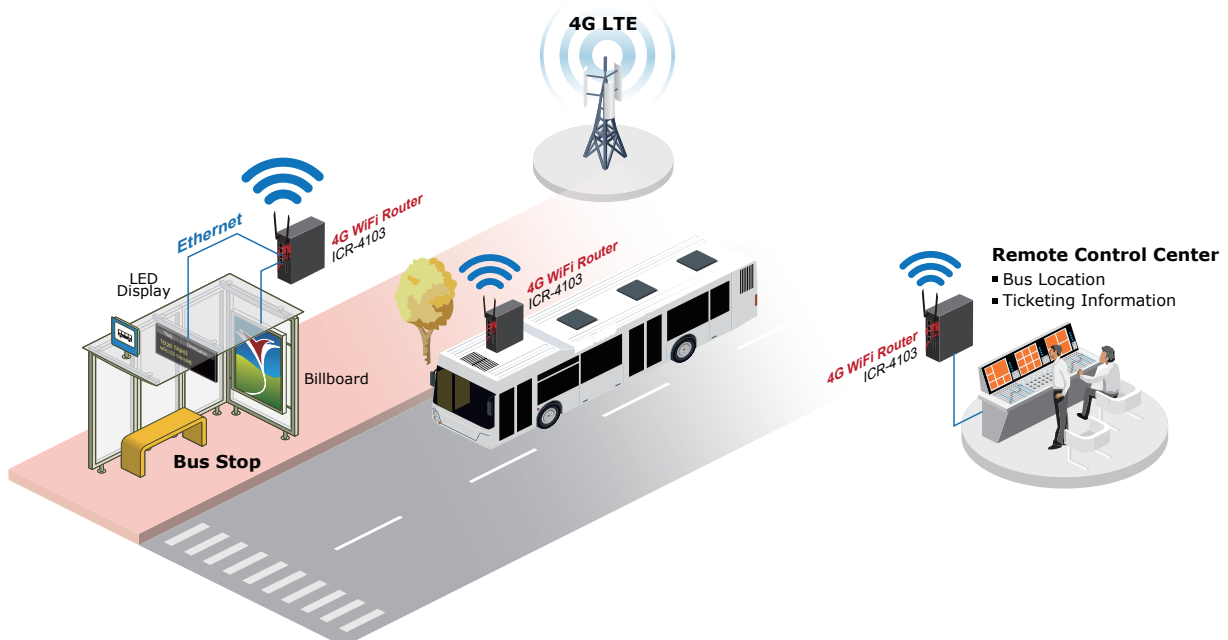 4G LTE
Ethernet
4G WiFi Router
ICR-4103
LED
Display
Billboard
Bus Stop
4G WiFi Router
ICR-4103
4G WiFi Router
ICR-4103
Remote Control Center
▪ Bus Location
▪ Ticketing Information